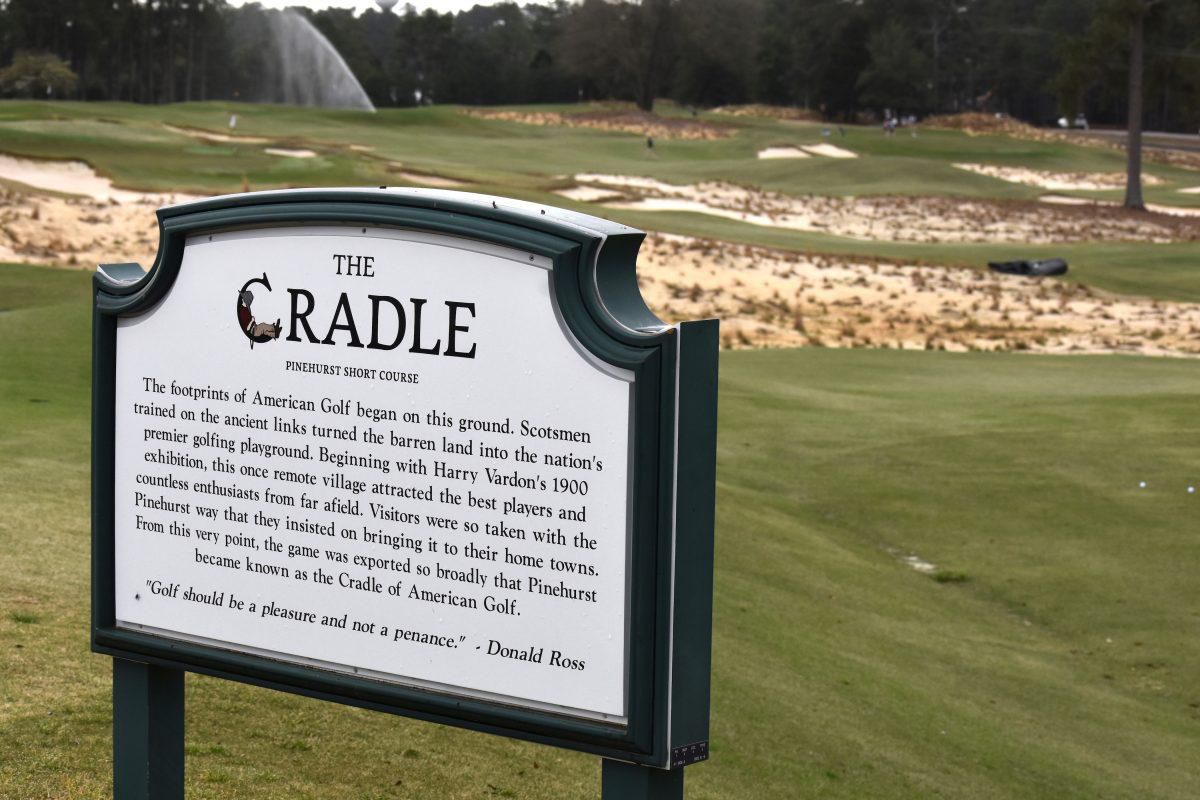 THE
CRADLE
PINEHURST SHORT COURSE
The footprints of American Golf began on this ground. Scotsmen
trained on the ancient links turned the barren land into the nation's
premier golfing playground. Beginning with Harry Vardon's 1900
exhibition, this once remote village attracted the best players and
countless enthusiasts from far afield. Visitors were so taken with the
Pinehurst way that they insisted on bringing it to their home towns.
From this very point, the game was exported so broadly that Pinehurst
became known as the Cradle of American Golf.
"Golf should be a pleasure and not a penance." - Donald Ross